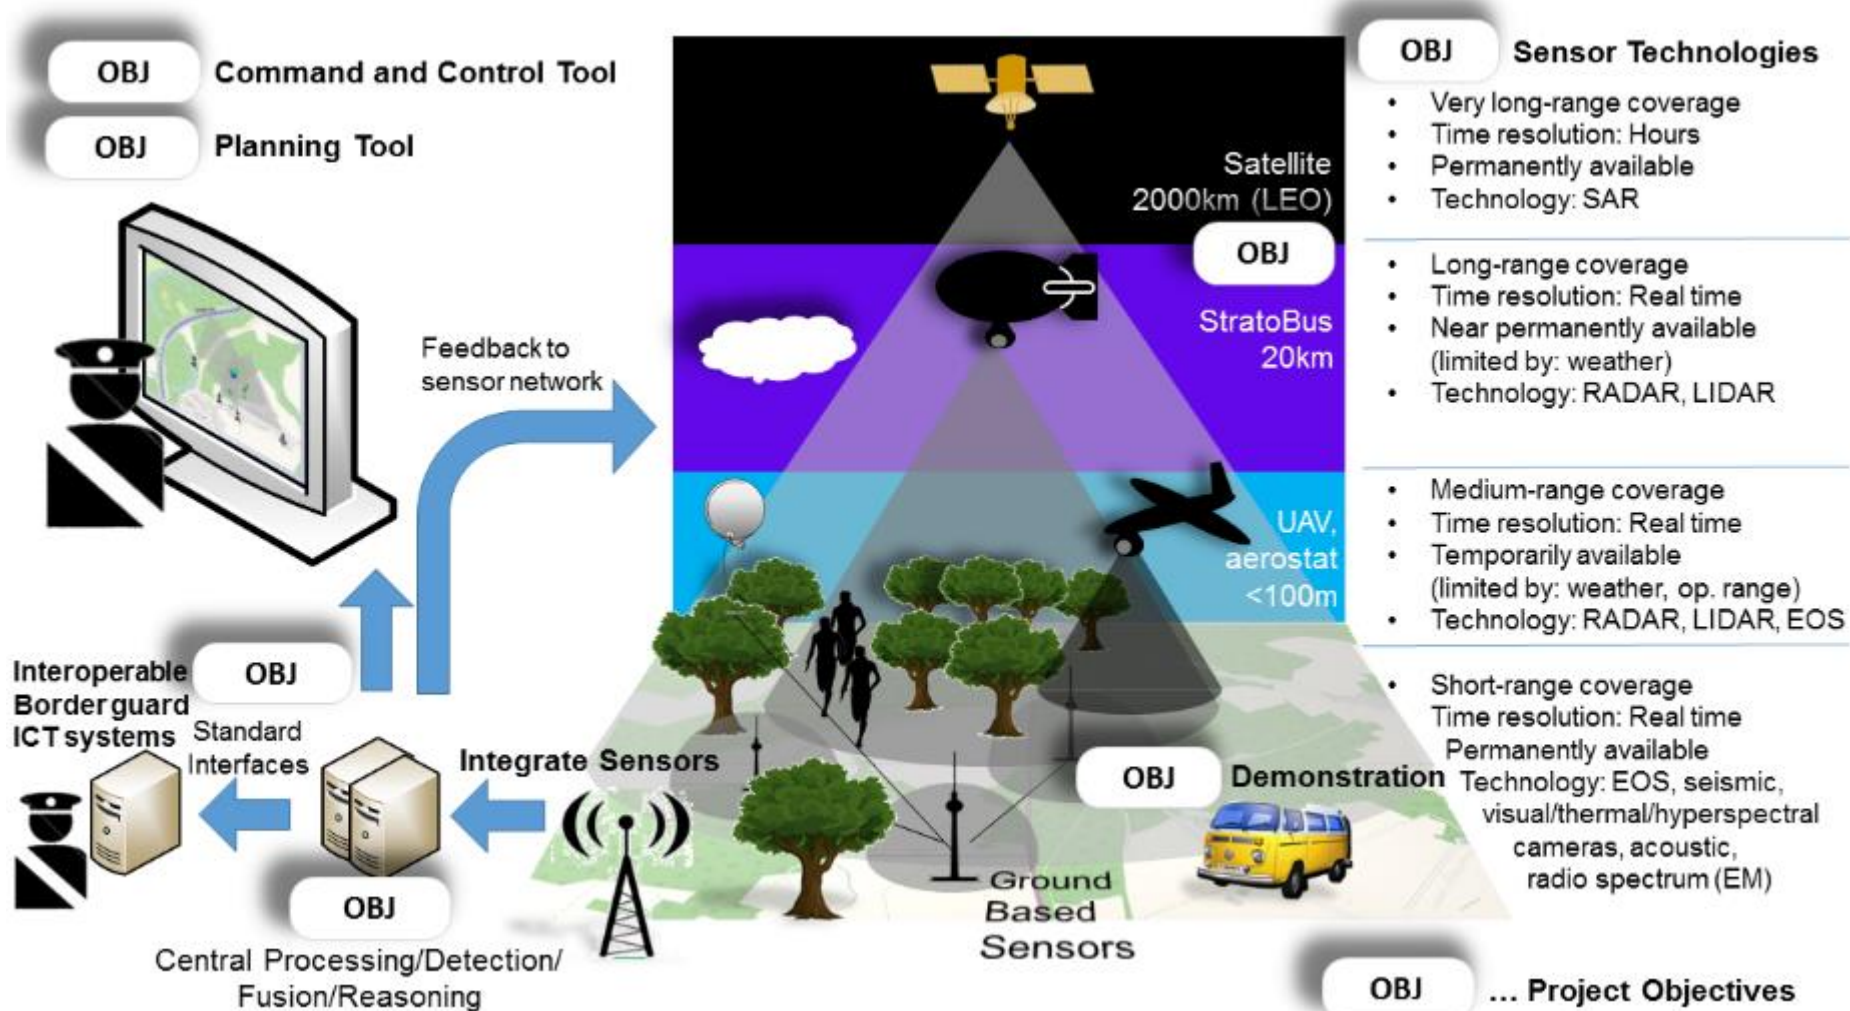 OBJ Command and Control Tool
OBJ Planning Tool
Feedback to
sensor network
OBJ
Interoperable
Border guard
ICT systems
Standard
Interfaces
Integrate Sensors
OBJ
Central Processing/Detection/
Fusion/Reasoning
Satellite
2000km (LEO)
OBJ
StratoBus
20km
UAV,
aerostat
<100m
OBJ Demonstration
Ground
Based
Sensors
OBJ Sensor Technologies
• Very long-range coverage
• Time resolution: Hours
• Permanently available
• Technology: SAR
• Long-range coverage
• Time resolution: Real time
• Near permanently available
(limited by: weather)
• Technology: RADAR, LIDAR
• Medium-range coverage
• Time resolution: Real time
• Temporarily available
(limited by: weather, op. range)
• Technology: RADAR, LIDAR, EOS
• Short-range coverage
Time resolution: Real time
Permanently available
Technology: EOS, seismic,
visual/thermal/hyperspectral
cameras, acoustic,
radio spectrum (EM)
OBJ ... Project Objectives